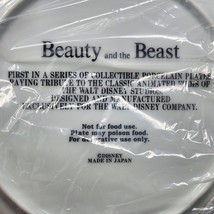 Beauty and the Beast
FIRST IN A SERIES OF COLLECTIBLE PORCELAIN PLATES
PAYING TRIBUTE TO THE CLASSIC ANIMATED FILMS OF
THE WALT DISNEY STUDIOS
DESIGNED AND MANUFACTURED
EXCLUSIVELY FOR THE WALT DISNEY COMPANY.
Not for food use.
Plate may poison food.
For decorative use only.
©DISNEY
MADE IN JAPAN